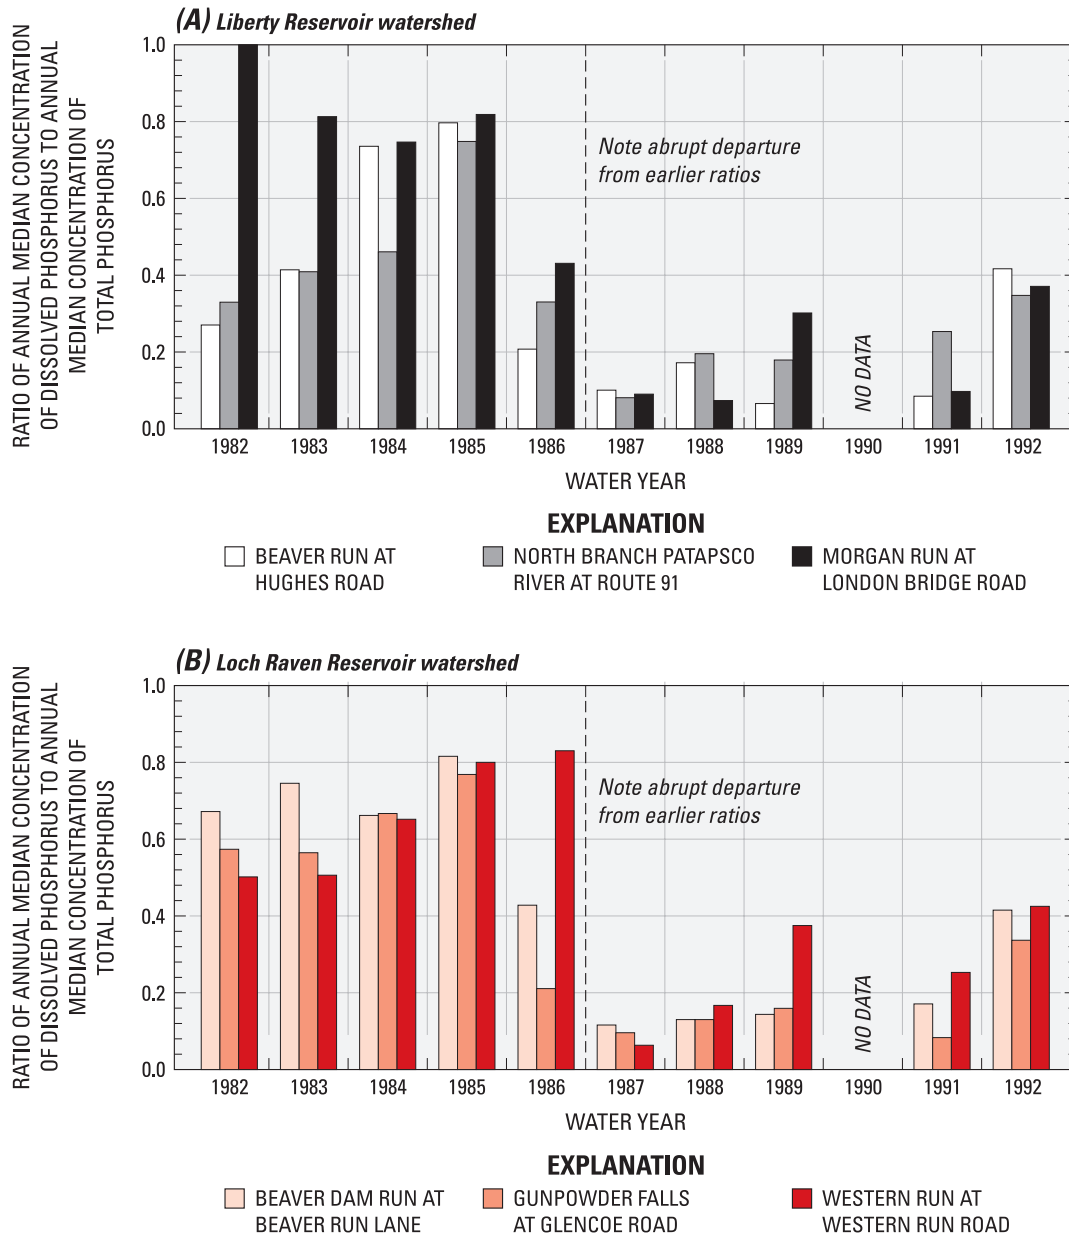 (A) Liberty Reservoir watershed
RATIO OF ANNUAL MEDIAN CONCENTRATION
OF DISSOLVED PHOSPHORUS TO ANNUAL
MEDIAN CONCENTRATION OF
TOTAL PHOSPHORUS
1.0
0.8
0.6
0.4
0.2
0.0
Note abrupt departure
from earlier ratios
NO DATA
1982 1983 1984 1985 1986 1987 1988 1989 1990 1991 1992
WATER YEAR
EXPLANATION
BEAVER RUN AT
HUGHES ROAD
NORTH BRANCH PATAPSCO
RIVER AT ROUTE 91
MORGAN RUN AT
LONDON BRIDGE ROAD
(B) Loch Raven Reservoir watershed
RATIO OF ANNUAL MEDIAN CONCENTRATION
OF DISSOLVED PHOSPHORUS TO ANNUAL
MEDIAN CONCENTRATION OF
TOTAL PHOSPHORUS
1.0
0.8
0.6
0.4
0.2
0.0
Note abrupt departure
from earlier ratios
NO DATA
1982 1983 1984 1985 1986 1987 1988 1989 1990 1991 1992
WATER YEAR
EXPLANATION
BEAVER DAM RUN AT
BEAVER RUN LANE
GUNPOWDER FALLS
AT GLENCOE ROAD
WESTERN RUN AT
WESTERN RUN ROAD